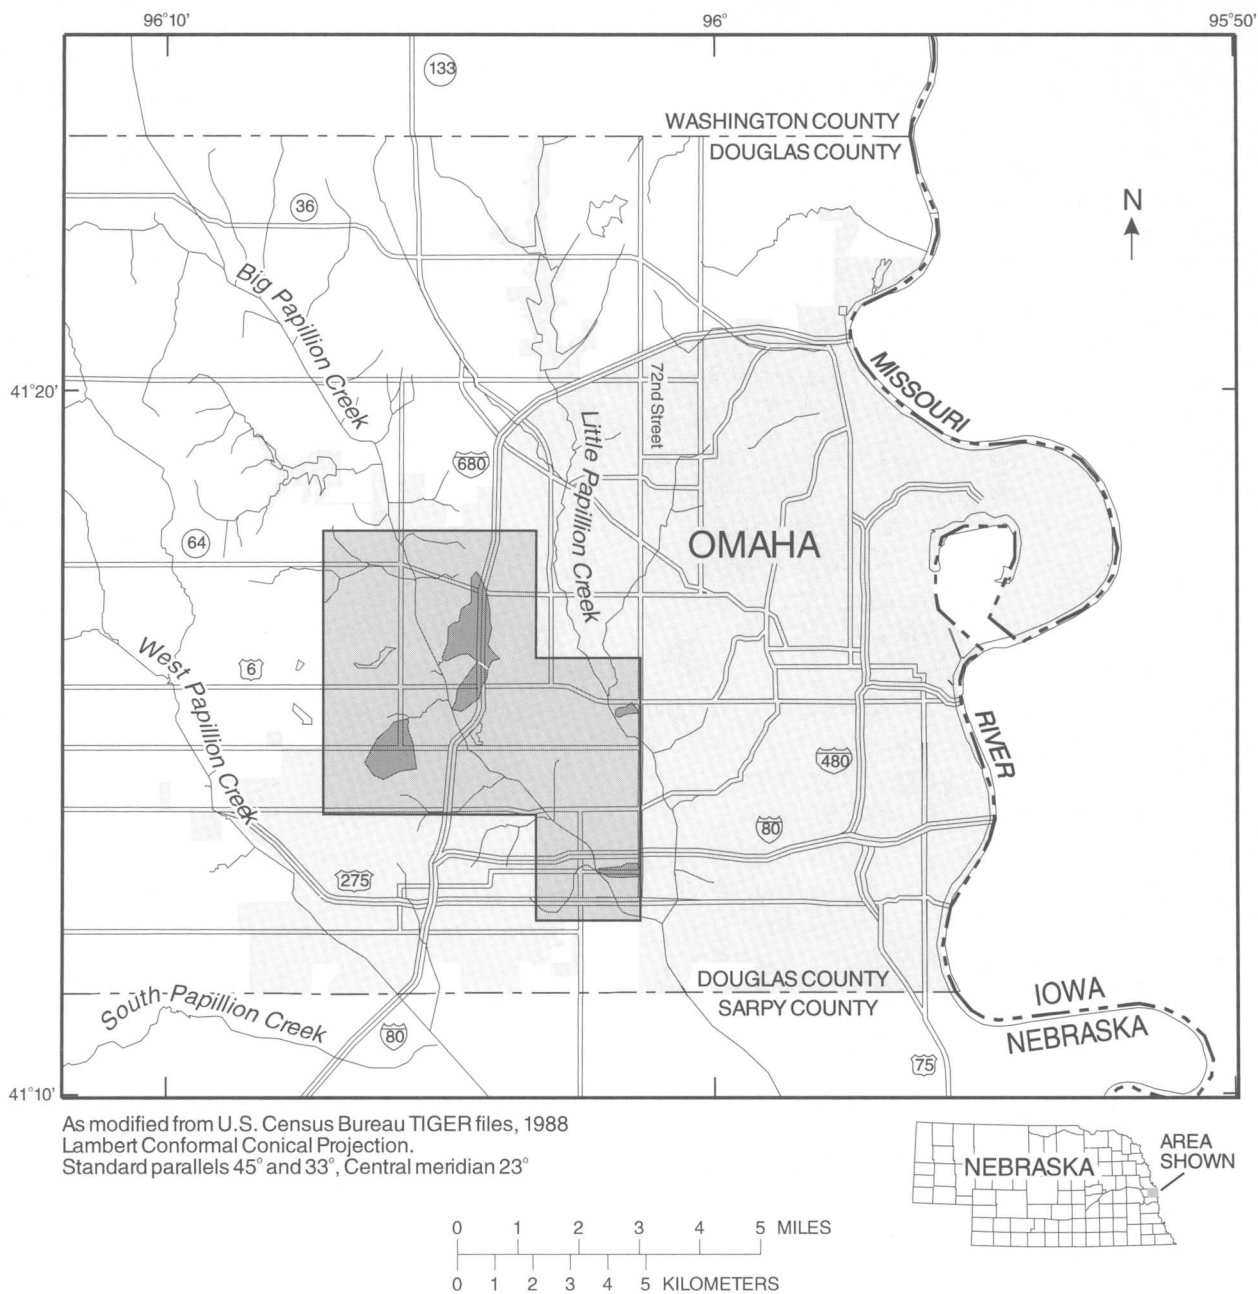 96°10'
96°
95°50'
133
WASHINGTON COUNTY
DOUGLAS COUNTY
N
36
Big Papillion Creek
MISSOURI
41°20'
72nd Street
Little Papillion Creek
680
64
OMAHA
West Papillion Creek
6
RIVER
480
80
275
DOUGLAS COUNTY
SARPY COUNTY
IOWA
NEBRASKA
South Papillion Creek
80
75
41°10'
As modified from U.S. Census Bureau TIGER files, 1988
Lambert Conformal Conical Projection.
Standard parallels 45° and 33°, Central meridian 23°
NEBRASKA
AREA
SHOWN
0 1 2 3 4 5 MILES
0 1 2 3 4 5 KILOMETERS